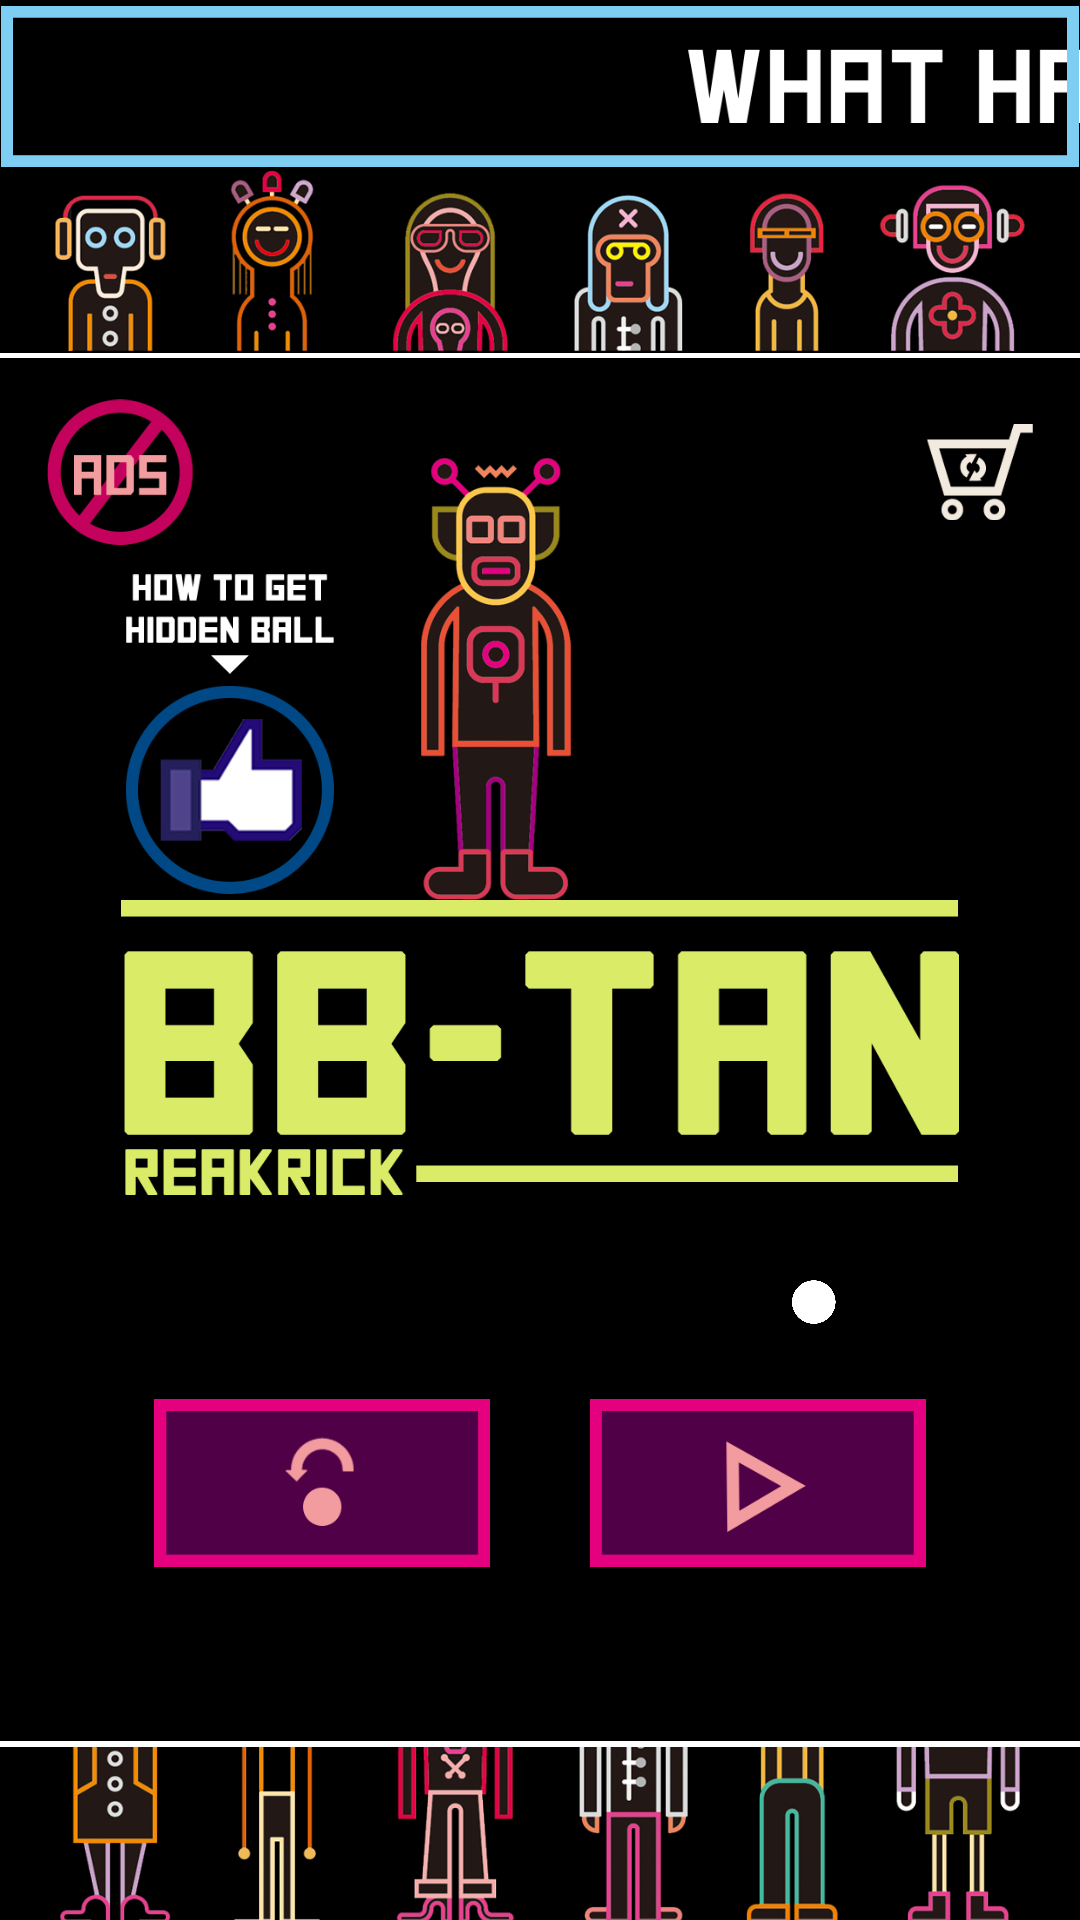 WHAT HA
ADS
HOW TO GET
HIDDEN BALL
BB-TAN
REAKRICK